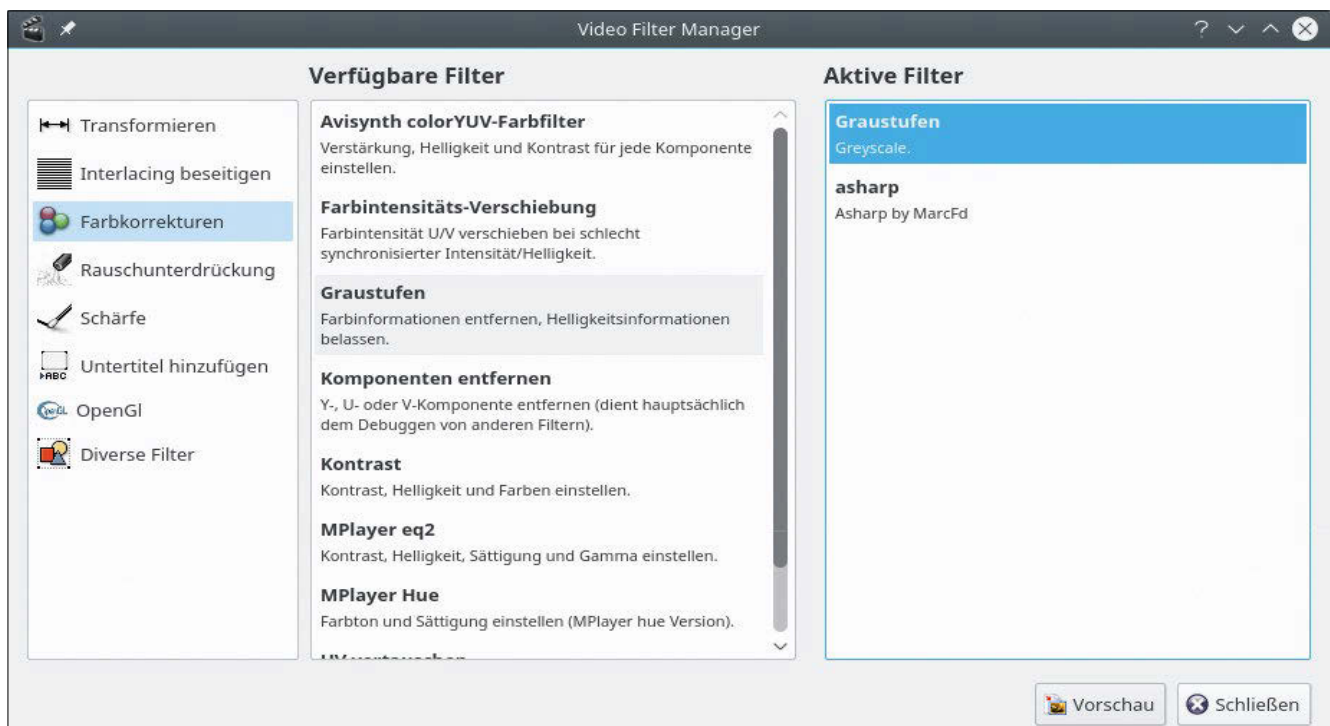 Video Filter Manager
Verfügbare Filter
Aktive Filter
Transformieren
Interlacing beseitigen
Farbkorrekturen
Rauschunterdrückung
Schärfe
ABC
Untertitel hinzufügen
OpenGL
OpenGl
Diverse Filter
Avisynth colorYUV-Farbfilter
Verstärkung, Helligkeit und Kontrast für jede Komponente
einstellen.
Farbintensitäts-Verschiebung
Farbintensität U/V verschieben bei schlecht
synchronisierter Intensität/Helligkeit.
Graustufen
Farbinformationen entfernen, Helligkeitsinformationen
belassen.
Komponenten entfernen
Y-, U- oder V-Komponente entfernen (dient hauptsächlich
dem Debuggen von anderen Filtern).
Kontrast
Kontrast, Helligkeit und Farben einstellen.
MPlayer eq2
Kontrast, Helligkeit, Sättigung und Gamma einstellen.
MPlayer Hue
Farbton und Sättigung einstellen (MPlayer hue Version).
Graustufen
Greyscale.
asharp
Asharp by MarcFd
Vorschau
Schließen